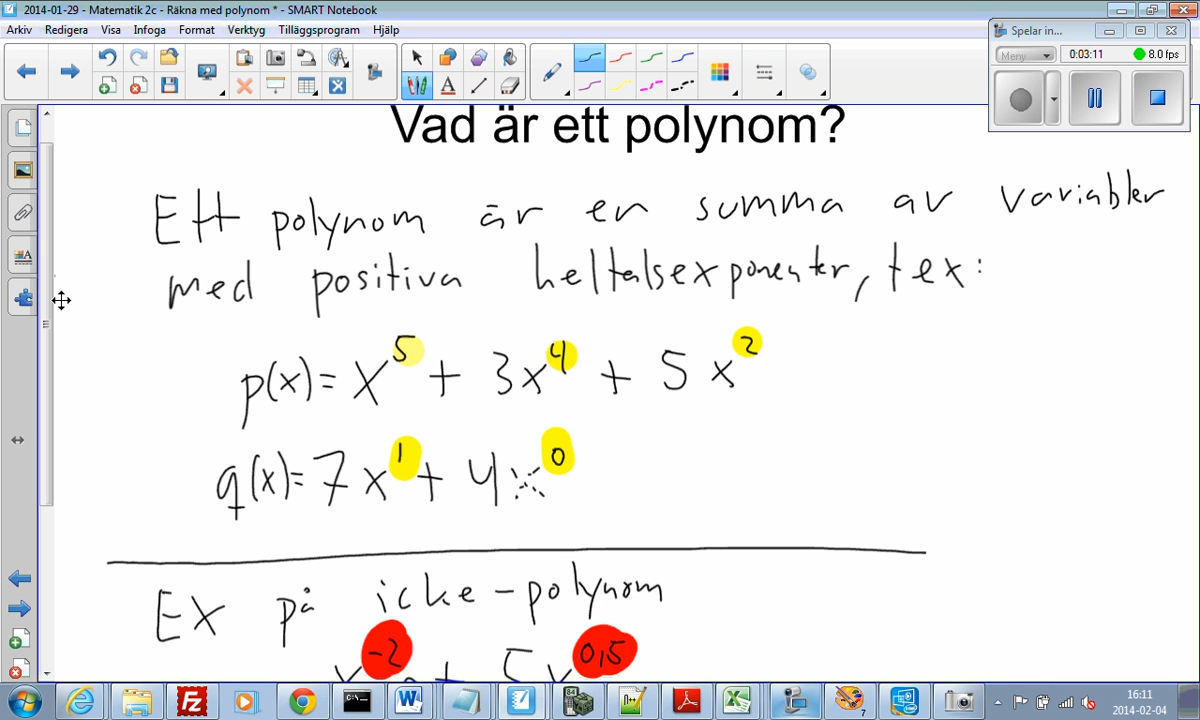 2014-01-29 - Matematik 2c - Räkna med polynom * - SMART Notebook
Arkiv Redigera Visa Infoga Format Verktyg Tilläggsprogram Hjälp
Spelar in...
Meny 0:03:11 8.0 fps
Vad är ett polynom?
Ett polynom är en summa av variabler
med positiva heltalsexponenter, tex:
p(x) = x⁵ + 3x⁴ + 5x²
q(x) = 7x¹ + 4x⁰
Ex på icke-polynom
x⁻² + 5x⁰,⁵
16:11
2014-02-04